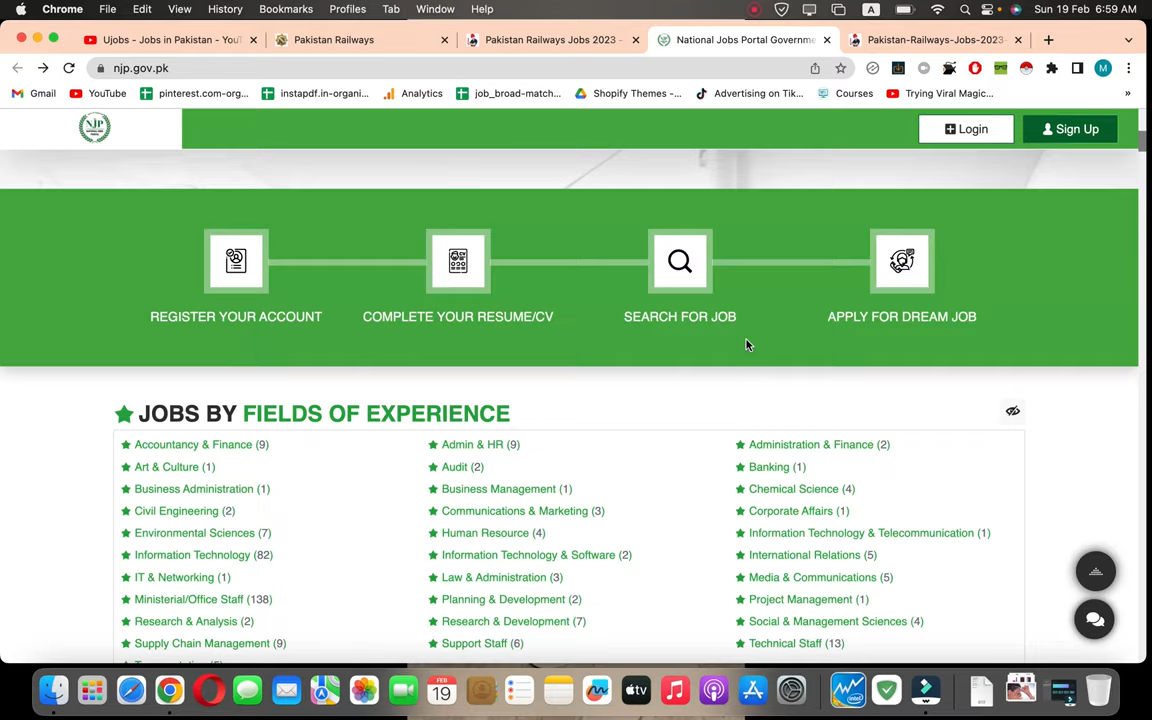 Chrome File Edit View History Bookmarks Profiles Tab Window Help A Sun 19 Feb 6:59 AM
Ujobs - Jobs in Pakistan - You Pakistan Railways Pakistan Railways Jobs 2023 - National Jobs Portal Governme Pakistan-Railways-Jobs-2023-
njp.gov.pk M
Gmail YouTube pinterest.com-org... instapdf.in-organi... Analytics job_broad-match... Shopify Themes -... Advertising on Tik... Courses Trying Viral Magic... »
NJP Login Sign Up
REGISTER YOUR ACCOUNT COMPLETE YOUR RESUME/CV SEARCH FOR JOB APPLY FOR DREAM JOB
JOBS BY FIELDS OF EXPERIENCE
Accountancy & Finance (9) Admin & HR (9) Administration & Finance (2)
Art & Culture (1) Audit (2) Banking (1)
Business Administration (1) Business Management (1) Chemical Science (4)
Civil Engineering (2) Communications & Marketing (3) Corporate Affairs (1)
Environmental Sciences (7) Human Resource (4) Information Technology & Telecommunication (1)
Information Technology (82) Information Technology & Software (2) International Relations (5)
IT & Networking (1) Law & Administration (3) Media & Communications (5)
Ministerial/Office Staff (138) Planning & Development (2) Project Management (1)
Research & Analysis (2) Research & Development (7) Social & Management Sciences (4)
Supply Chain Management (9) Support Staff (6) Technical Staff (13)
FEB
19 tv intel